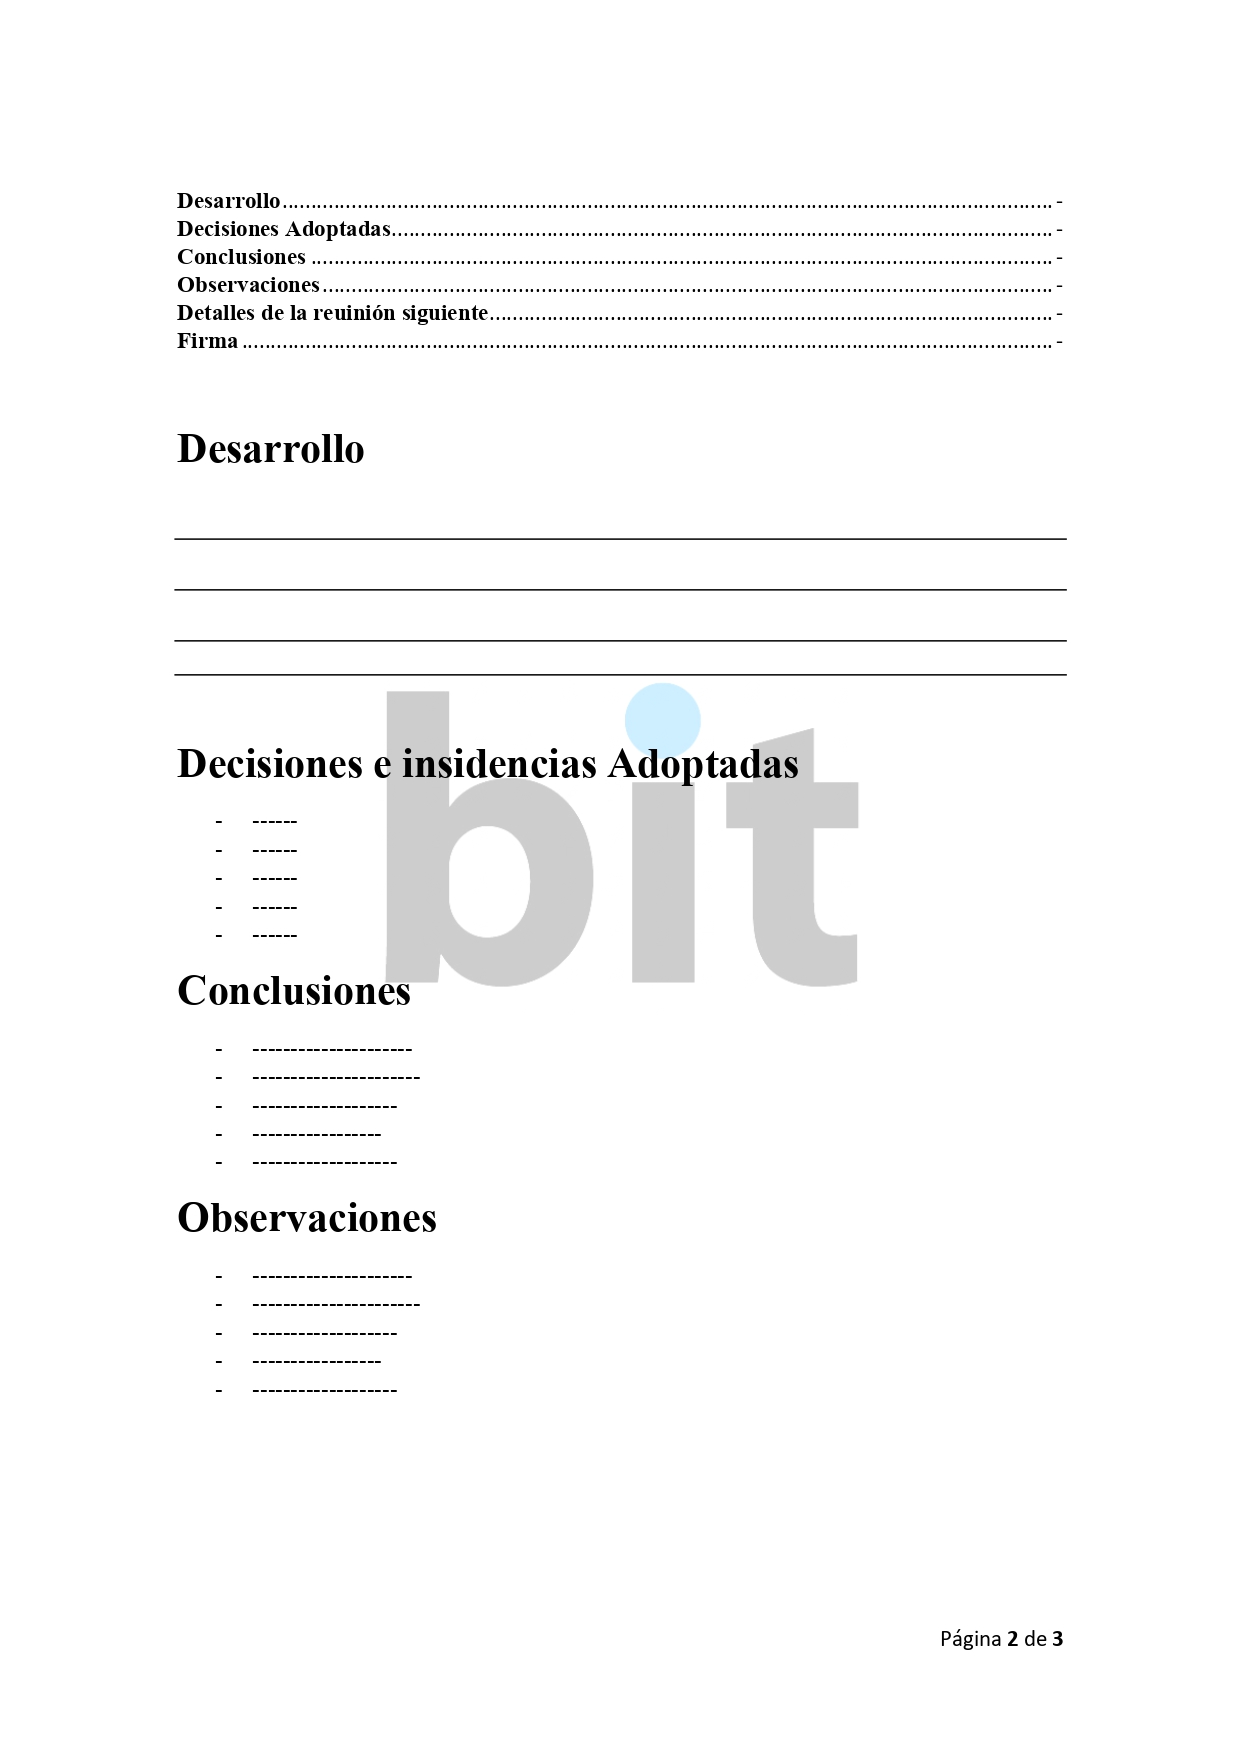 Desarrollo........................................................................................................................................ -
Decisiones Adoptadas.................................................................................................................... -
Conclusiones .................................................................................................................................. -
Observaciones................................................................................................................................ -
Detalles de la reuinión siguiente.................................................................................................. -
Firma .............................................................................................................................................. -
Desarrollo
Decisiones e insidencias Adoptadas
- ------
- ------
- ------
- ------
- ------
bit
Conclusiones
- ---------------------
- ----------------------
- -------------------
- -----------------
- -------------------
Observaciones
- ---------------------
- ----------------------
- -------------------
- -----------------
- -------------------
Página 2 de 3